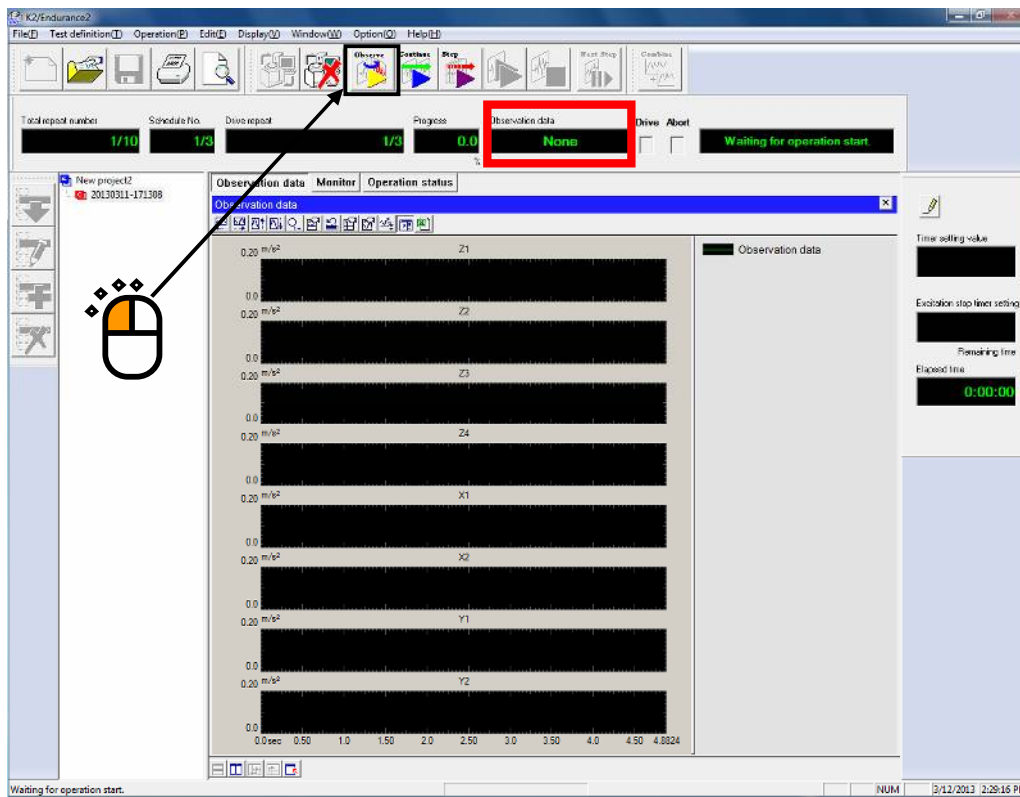 K2/Endurance2
File(F) Test definition(T) Operation(P) Edit(E) Display(V) Window(W) Option(O) Help(H)
Observe Continue Step Next Step Combine
Total repeat number Schedule No. Drive repeat Progress Observation data Drive Abort
1/10 1/3 1/3 0.0 None Waiting for operation start.
%
New project2
20130311-171308
Observation data Monitor Operation status
Observation data
0.20 m/s² Z1
0.0
0.20 m/s² Z2
0.0
0.20 m/s² Z3
0.0
0.20 m/s² Z4
0.0
0.20 m/s² X1
0.0
0.20 m/s² X2
0.0
0.20 m/s² Y1
0.0
0.20 m/s² Y2
0.0
0.0sec 0.50 1.0 1.50 2.0 2.50 3.0 3.50 4.0 4.50 4.8824
Observation data
Timer setting value
Excitation stop timer setting
Remaining time
Elapsed time
0:00:00
Waiting for operation start.
NUM 3/12/2013 2:29:16 P